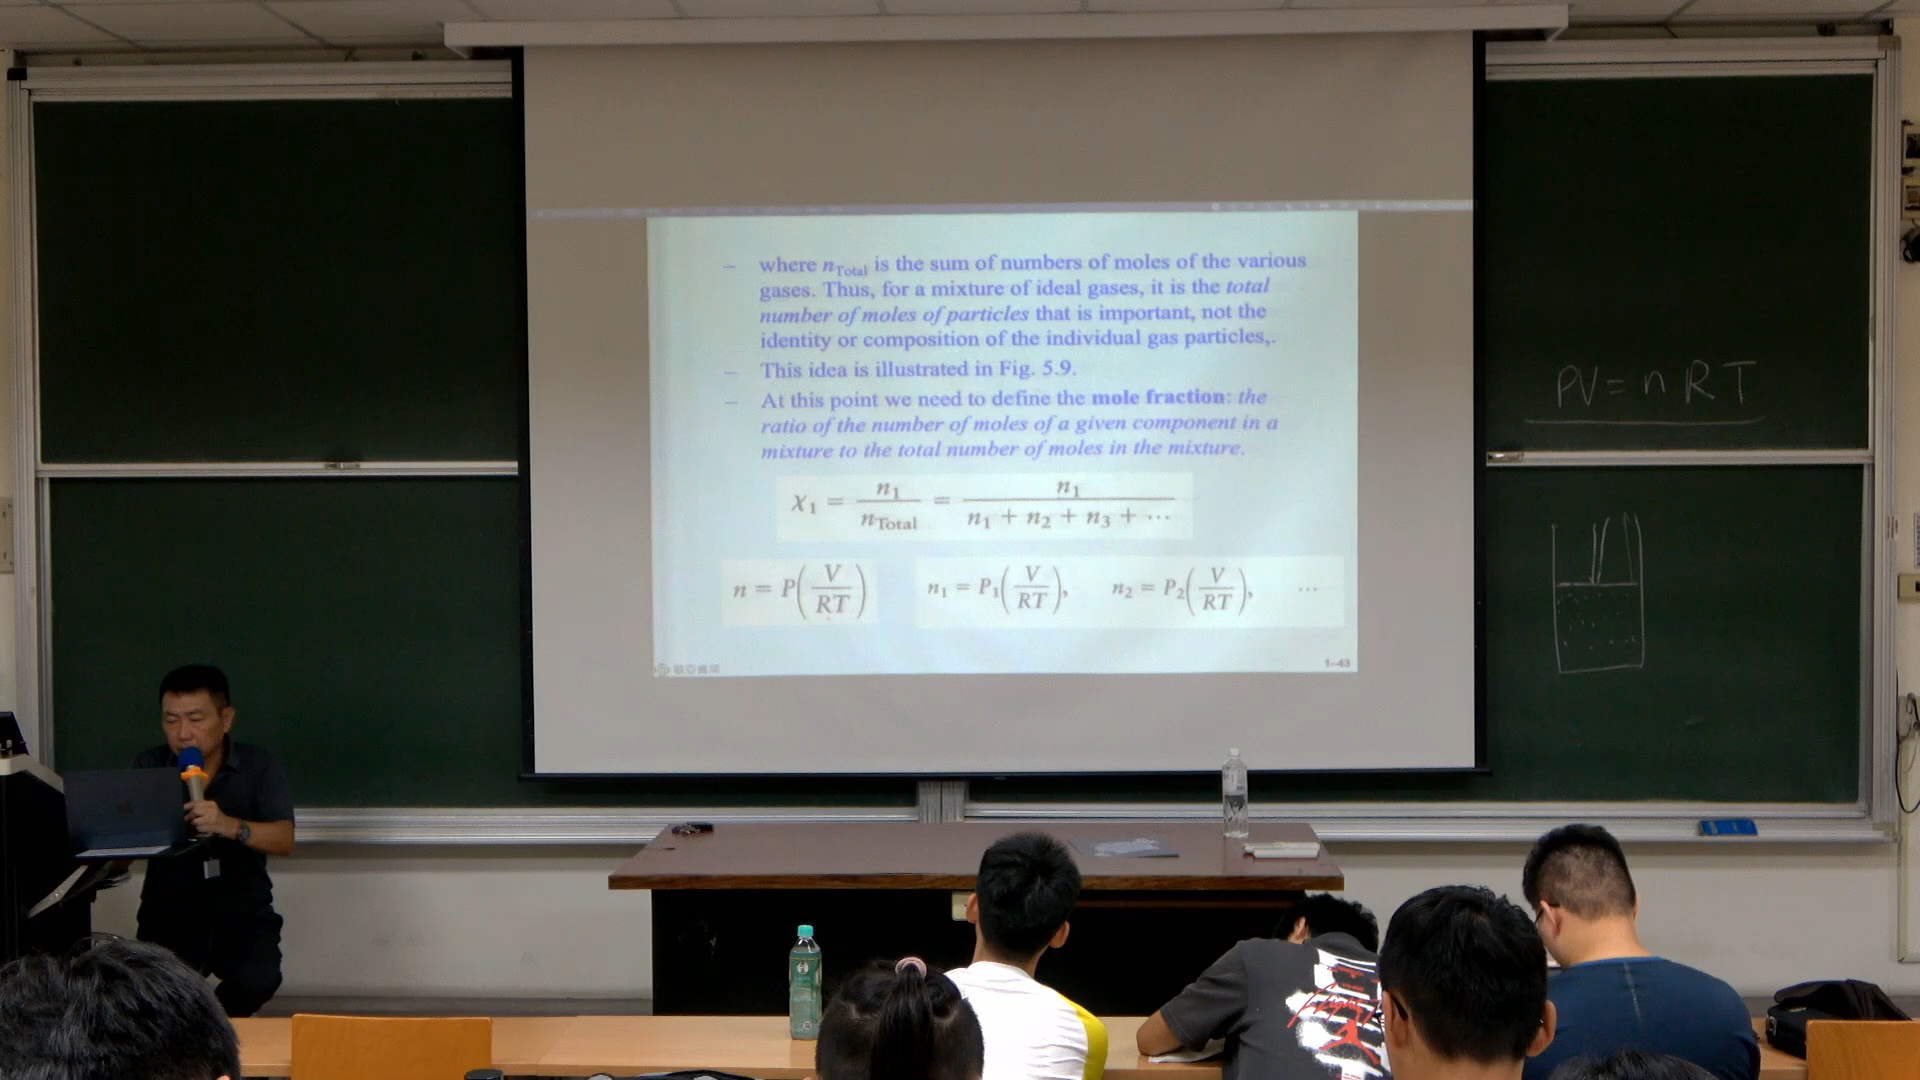 – where nTotal is the sum of numbers of moles of the various
gases. Thus, for a mixture of ideal gases, it is the total
number of moles of particles that is important, not the
identity or composition of the individual gas particles,.
– This idea is illustrated in Fig. 5.9.
– At this point we need to define the mole fraction: the
ratio of the number of moles of a given component in a
mixture to the total number of moles in the mixture.
χ1 = n1 / nTotal = n1 / (n1 + n2 + n3 + ⋯)
n = P(V/RT) n1 = P1(V/RT), n2 = P2(V/RT), ⋯
1–43
PV = nRT
Flight